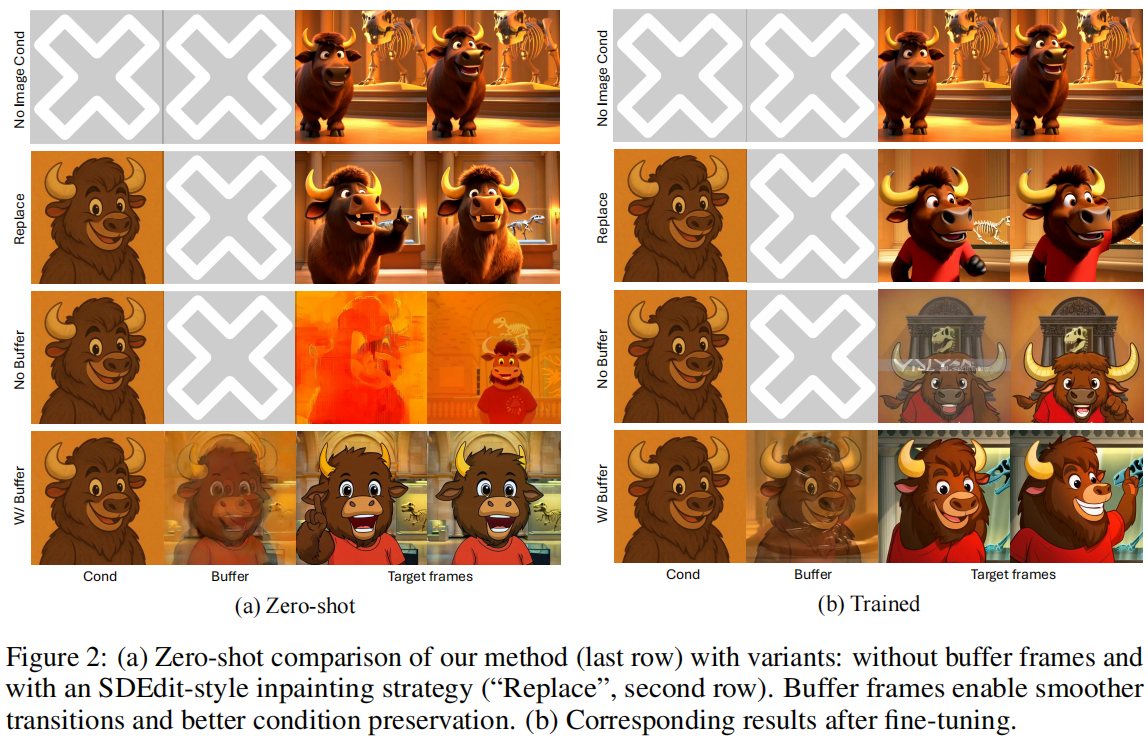 No Image Cond
Replace
No Buffer
W/ Buffer
Cond
Buffer
Target frames
(a) Zero-shot
No Image Cond
Replace
No Buffer
W/ Buffer
Cond
Buffer
Target frames
(b) Trained
Figure 2: (a) Zero-shot comparison of our method (last row) with variants: without buffer frames and
with an SDEdit-style inpainting strategy (“Replace”, second row). Buffer frames enable smoother
transitions and better condition preservation. (b) Corresponding results after fine-tuning.